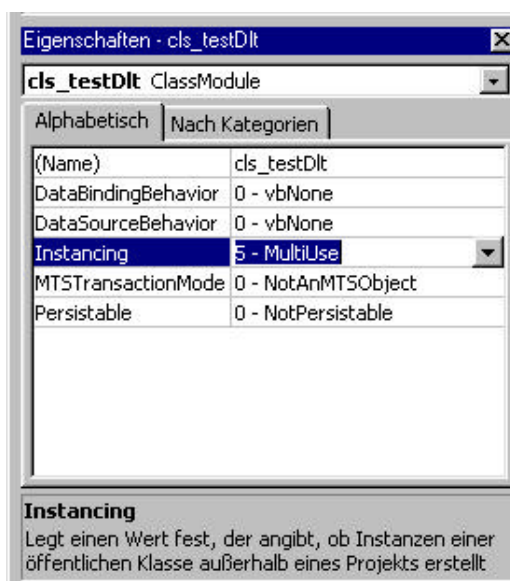 Eigenschaften - cls_testDlt
cls_testDlt ClassModule
Alphabetisch Nach Kategorien
(Name) cls_testDlt
DataBindingBehavior 0 - vbNone
DataSourceBehavior 0 - vbNone
Instancing 5 - MultiUse
MTSTransactionMode 0 - NotAnMTSObject
Persistable 0 - NotPersistable
Instancing
Legt einen Wert fest, der angibt, ob Instanzen einer
öffentlichen Klasse außerhalb eines Projekts erstellt